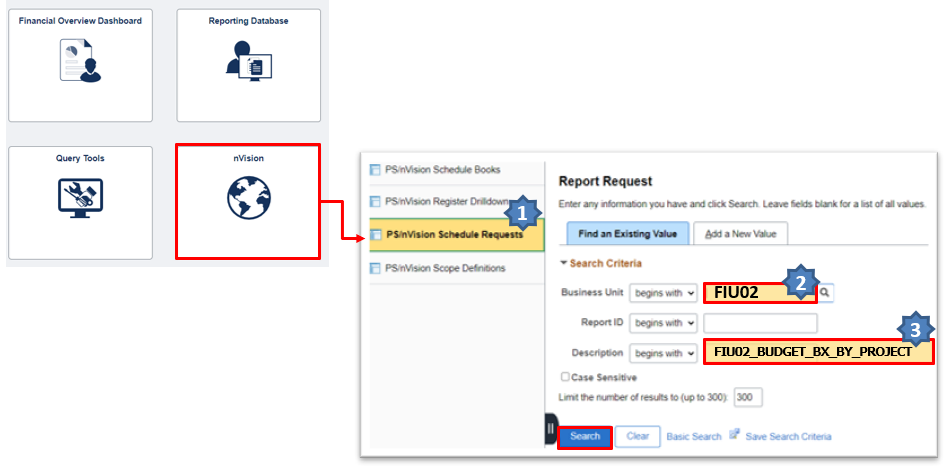 Financial Overview Dashboard
Reporting Database
Query Tools
nVision
PS/nVision Schedule Books
PS/nVision Register Drilldown
1
PS/nVision Schedule Requests
PS/nVision Scope Definitions
Report Request
Enter any information you have and click Search. Leave fields blank for a list of all values.
Find an Existing Value
Add a New Value
Search Criteria
Business Unit begins with FIU02 2
Report ID begins with
3
Description begins with FIU02_BUDGET_BX_BY_PROJECT
Case Sensitive
Limit the number of results to (up to 300): 300
Search Clear Basic Search Save Search Criteria